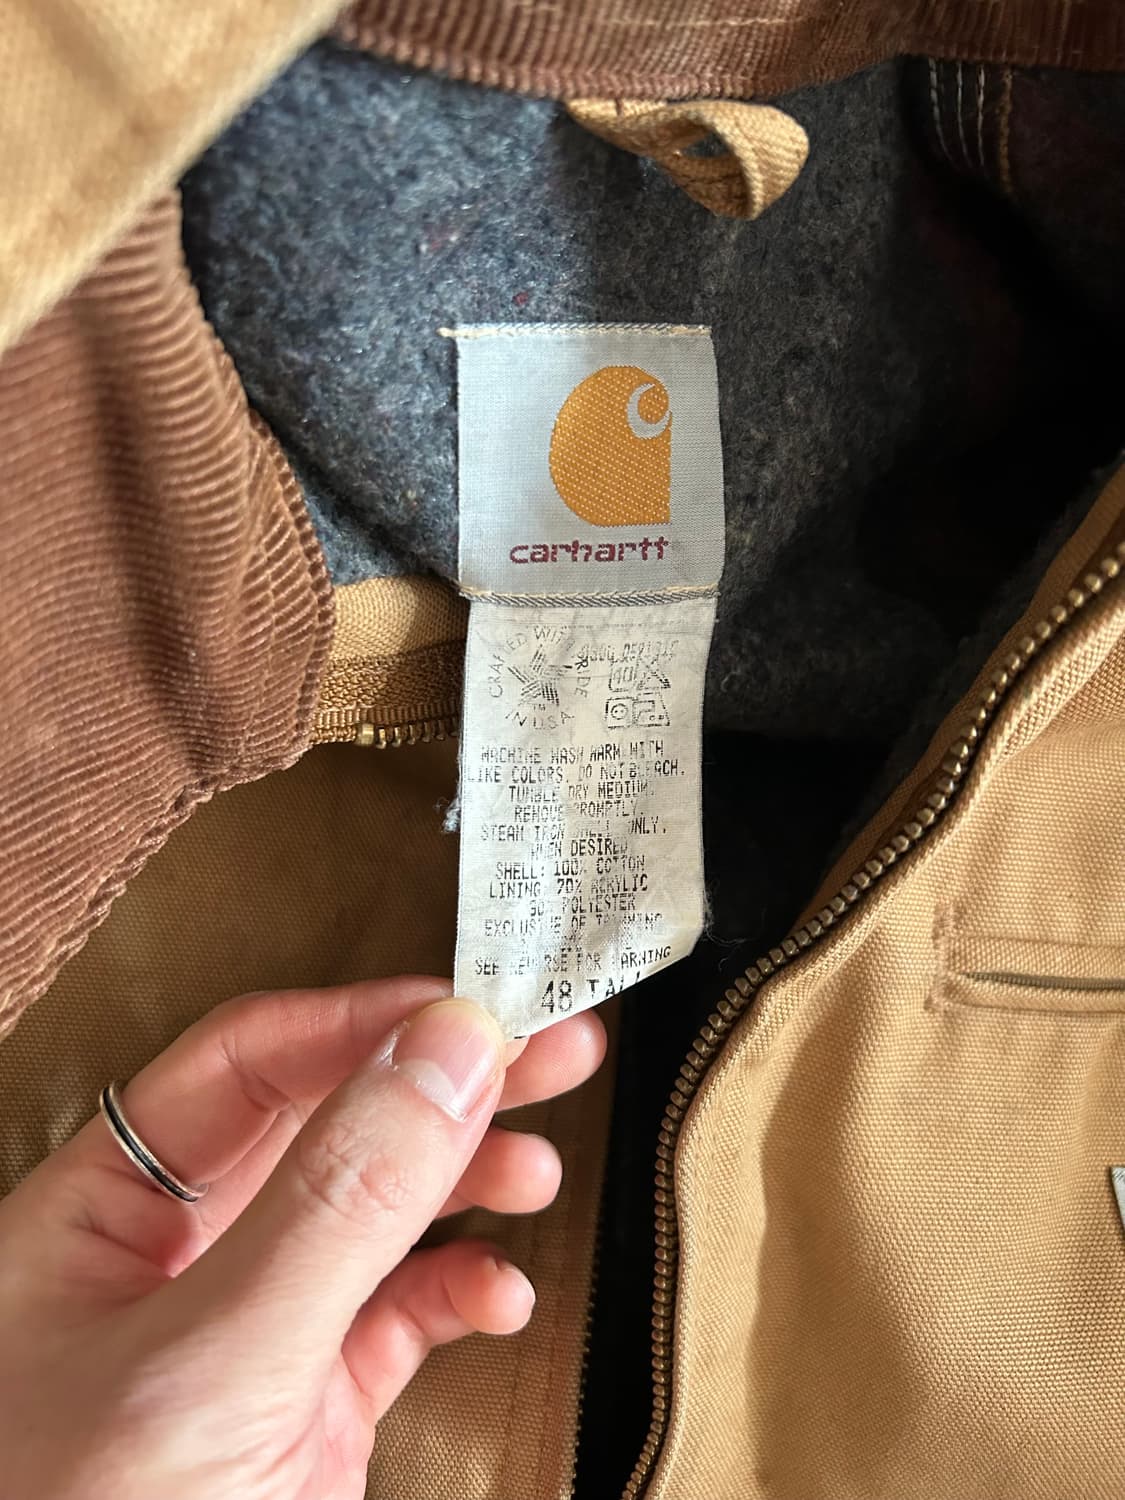 carhartt
CRAFTED WITH PRIDE
IN USA
MACHINE WASH WARM WITH
LIKE COLORS. DO NOT BLEACH.
TUMBLE DRY MEDIUM.
REMOVE PROMPTLY.
STEAM IRON SHELL ONLY.
WHEN DESIRED
SHELL: 100% COTTON
LINING: 70% ACRYLIC
30% POLYESTER
EXCLUSIVE OF TRIMMING
SEE REVERSE FOR WARNING
48 TALL